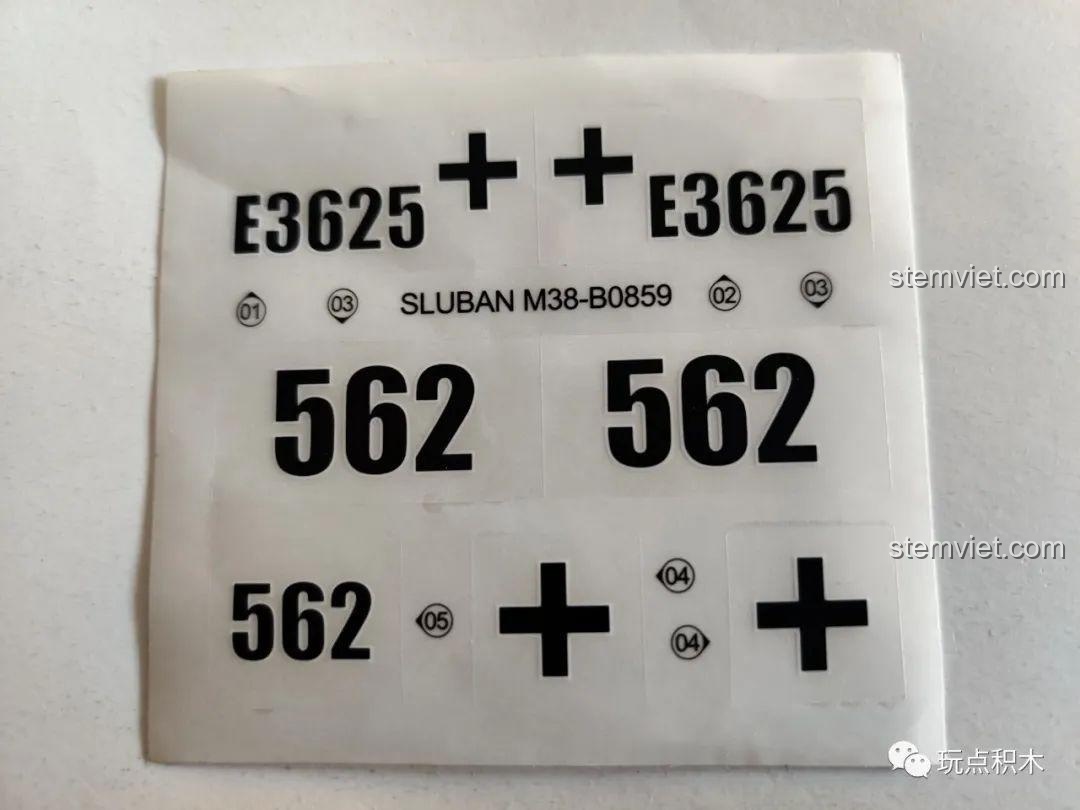 E3625 + + E3625
01 03 SLUBAN M38-B0859 02 03
stemviet.com
562 562
stemviet.com
04
562 05 + +
04
玩点积木